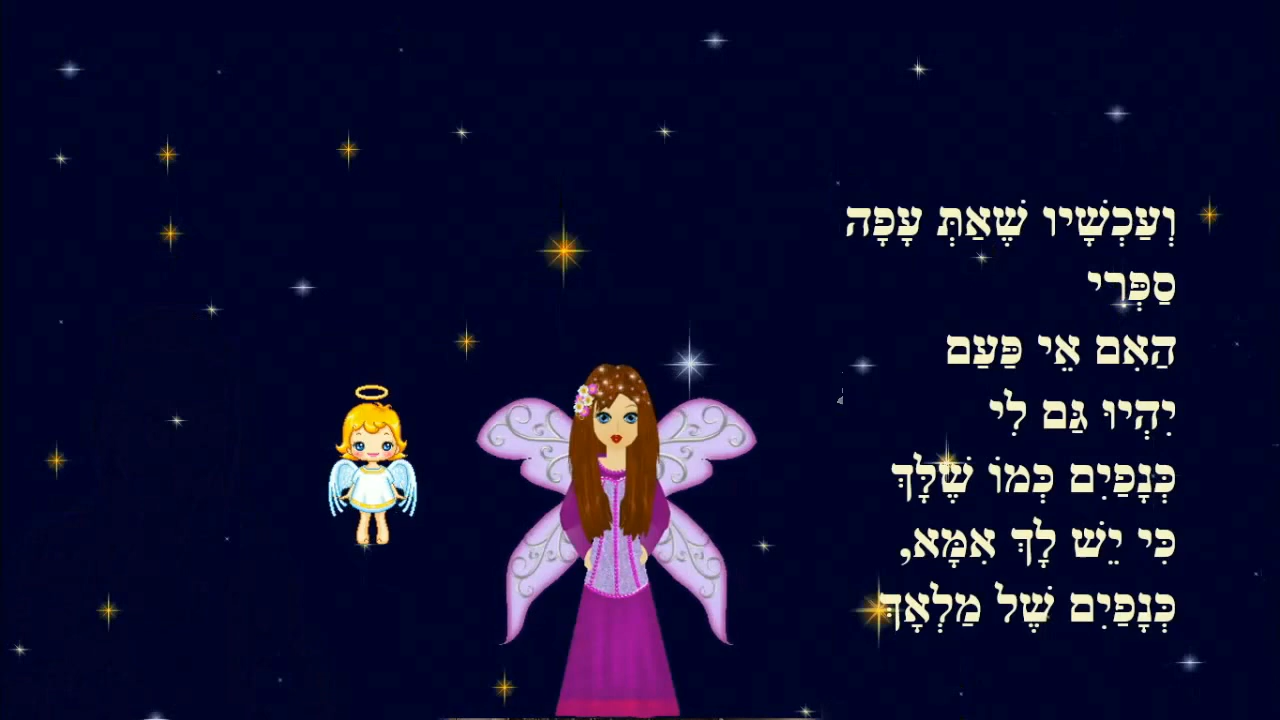 וְעַכְשָׁיו שֶׁאַתְּ עָפָה
סַפְּרִי
הַאִם אֵי פַּעַם
יִהְיוּ גַּם לִי
כְּנָפַיִם כְּמוֹ שֶׁלָּךְ
כִּי יֵשׁ לָךְ אִמָּא,
כְּנָפַיִם שֶׁל מַלְאָךְ